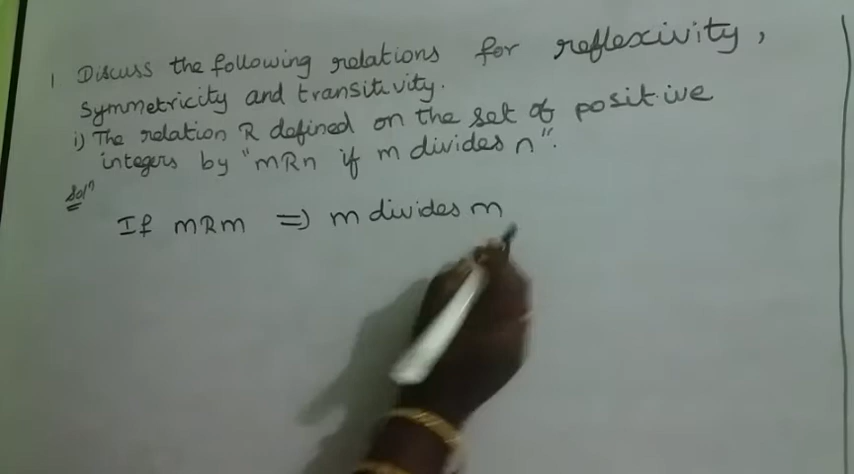 1 Discuss the following relations for reflexivity,
symmetricity and transitivity.
i) The relation R defined on the set of positive
integers by "mRn if m divides n".
Solⁿ
If mRm ⇒ m divides m